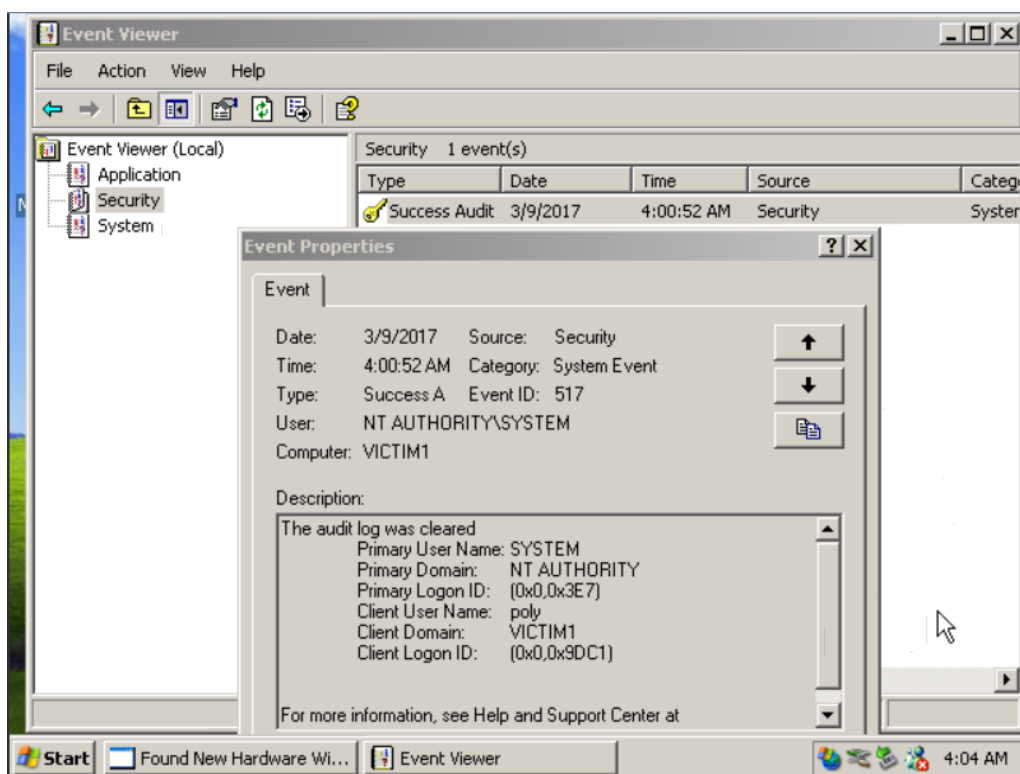 Event Viewer
File Action View Help
Event Viewer (Local)
Application
Security
System
Security 1 event(s)
Type Date Time Source Catego
Success Audit 3/9/2017 4:00:52 AM Security System
Event Properties
Event
Date: 3/9/2017 Source: Security
Time: 4:00:52 AM Category: System Event
Type: Success A Event ID: 517
User: NT AUTHORITY\SYSTEM
Computer: VICTIM1
Description:
The audit log was cleared
Primary User Name: SYSTEM
Primary Domain: NT AUTHORITY
Primary Logon ID: (0x0,0x3E7)
Client User Name: poly
Client Domain: VICTIM1
Client Logon ID: (0x0,0x9DC1)
For more information, see Help and Support Center at
Start Found New Hardware Wi... Event Viewer 4:04 AM